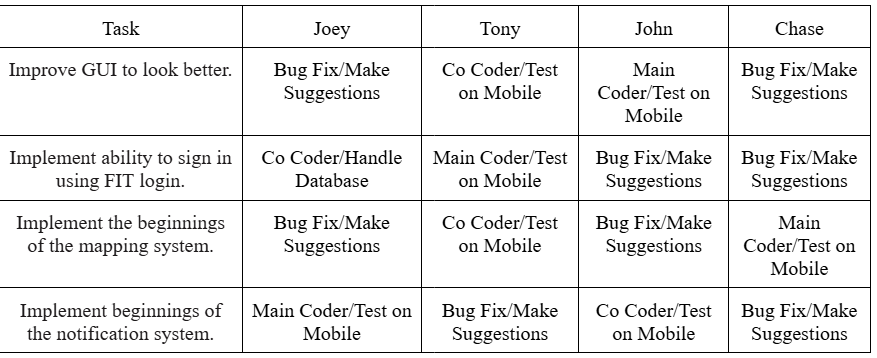 Task Joey Tony John Chase
Improve GUI to look better. Bug Fix/Make Suggestions Co Coder/Test on Mobile Main Coder/Test on Mobile Bug Fix/Make Suggestions
Implement ability to sign in using FIT login. Co Coder/Handle Database Main Coder/Test on Mobile Bug Fix/Make Suggestions Bug Fix/Make Suggestions
Implement the beginnings of the mapping system. Bug Fix/Make Suggestions Co Coder/Test on Mobile Bug Fix/Make Suggestions Main Coder/Test on Mobile
Implement beginnings of the notification system. Main Coder/Test on Mobile Bug Fix/Make Suggestions Co Coder/Test on Mobile Bug Fix/Make Suggestions